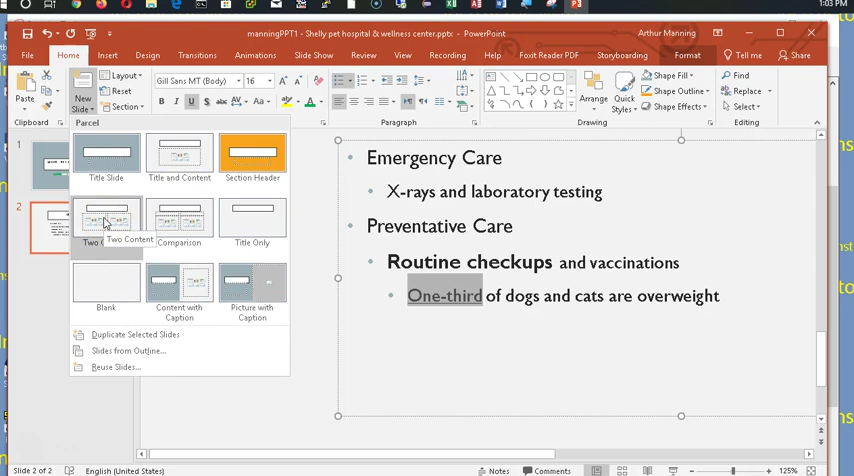 1:03 PM
manningPPT1 - Shelly pet hospital & wellness center.pptx - PowerPoint
Arthur Manning
File Home Insert Design Transitions Animations Slide Show Review View Recording Help Foxit Reader PDF Storyboarding Format Tell me Share
Paste
New Slide
Layout
Reset
Section
Gill Sans MT (Body) 16
B I U S abc AV Aa A
Arrange
Quick Styles
Shape Fill
Shape Outline
Shape Effects
Find
Replace
Select
Clipboard Paragraph Drawing Editing
Parcel
Title Slide Title and Content Section Header
Two Content
Comparison Title Only
Blank Content with Caption Picture with Caption
Duplicate Selected Slides
Slides from Outline...
Reuse Slides...
1
2
Emergency Care
X-rays and laboratory testing
Preventative Care
Routine checkups and vaccinations
One-third of dogs and cats are overweight
Slide 2 of 2 English (United States) Notes Comments 125%